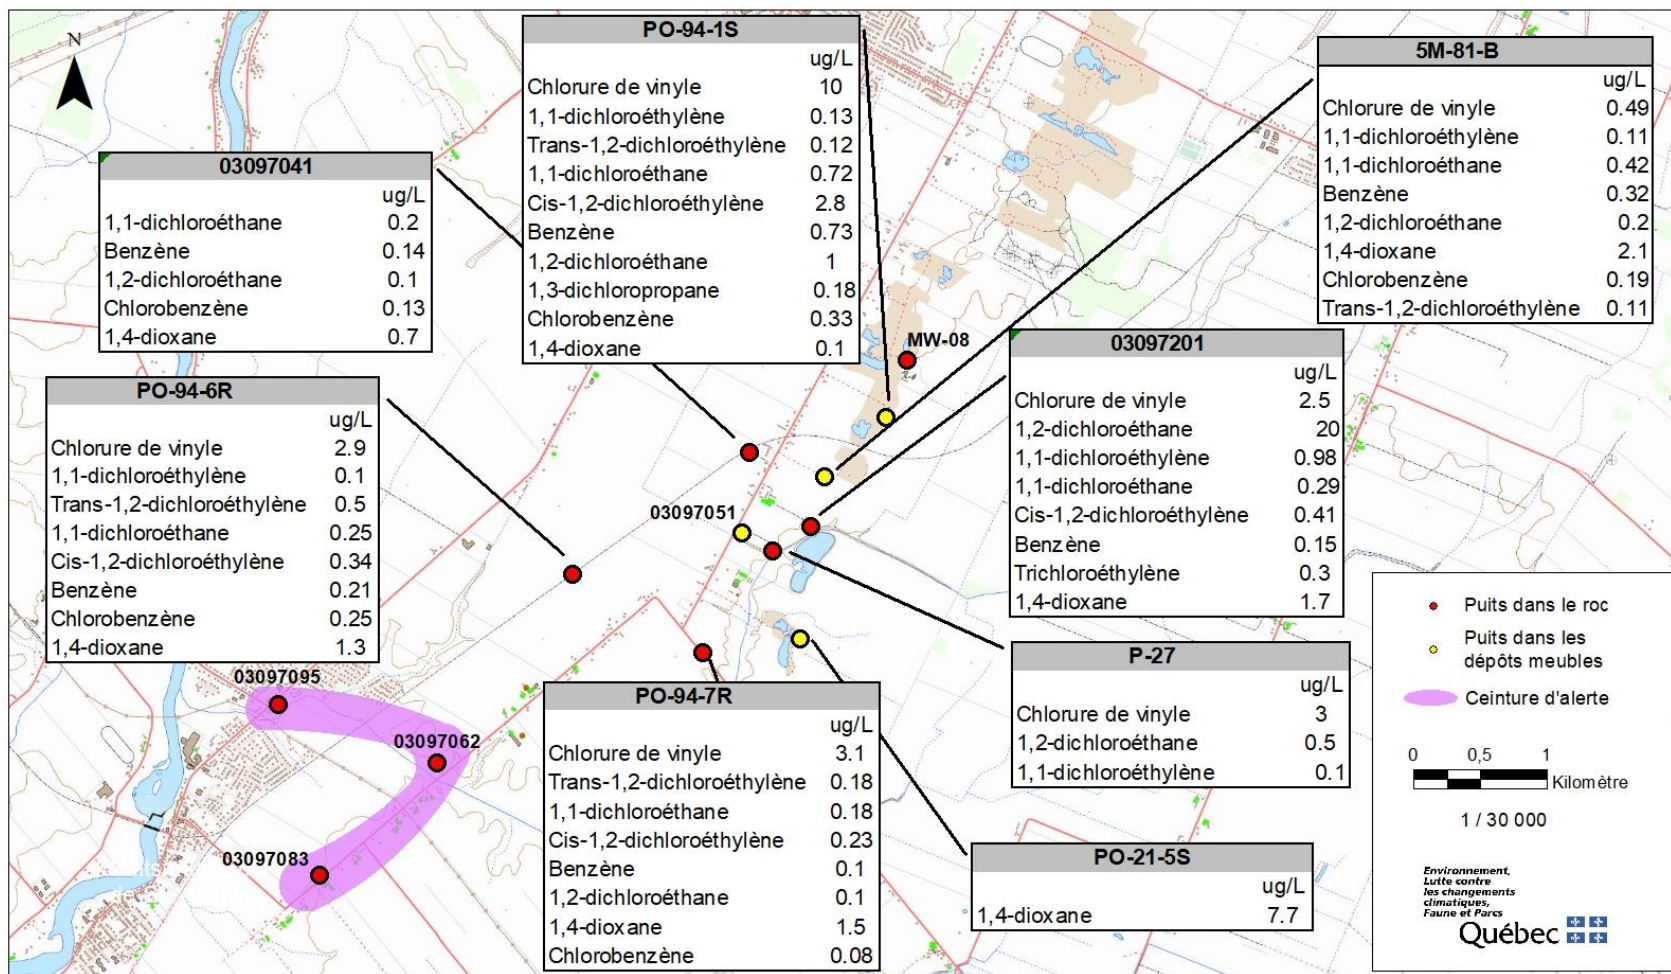 N
PO-94-1S
ug/L
Chlorure de vinyle 10
1,1-dichloroéthylène 0.13
Trans-1,2-dichloroéthylène 0.12
1,1-dichloroéthane 0.72
Cis-1,2-dichloroéthylène 2.8
Benzène 0.73
1,2-dichloroéthane 1
1,3-dichloropropane 0.18
Chlorobenzène 0.33
1,4-dioxane 0.1
5M-81-B
ug/L
Chlorure de vinyle 0.49
1,1-dichloroéthylène 0.11
1,1-dichloroéthane 0.42
Benzène 0.32
1,2-dichloroéthane 0.2
1,4-dioxane 2.1
Chlorobenzène 0.19
Trans-1,2-dichloroéthylène 0.11
03097041
ug/L
1,1-dichloroéthane 0.2
Benzène 0.14
1,2-dichloroéthane 0.1
Chlorobenzène 0.13
1,4-dioxane 0.7
MW-08
03097201
ug/L
Chlorure de vinyle 2.5
1,2-dichloroéthane 20
1,1-dichloroéthylène 0.98
1,1-dichloroéthane 0.29
Cis-1,2-dichloroéthylène 0.41
Benzène 0.15
Trichloroéthylène 0.3
1,4-dioxane 1.7
PO-94-6R
ug/L
Chlorure de vinyle 2.9
1,1-dichloroéthylène 0.1
Trans-1,2-dichloroéthylène 0.5
1,1-dichloroéthane 0.25
Cis-1,2-dichloroéthylène 0.34
Benzène 0.21
Chlorobenzène 0.25
1,4-dioxane 1.3
03097051
P-27
ug/L
Chlorure de vinyle 3
1,2-dichloroéthane 0.5
1,1-dichloroéthylène 0.1
03097095
03097062
03097083
PO-94-7R
ug/L
Chlorure de vinyle 3.1
Trans-1,2-dichloroéthylène 0.18
1,1-dichloroéthane 0.18
Cis-1,2-dichloroéthylène 0.23
Benzène 0.1
1,2-dichloroéthane 0.1
1,4-dioxane 1.5
Chlorobenzène 0.08
PO-21-5S
ug/L
1,4-dioxane 7.7
Puits dans le roc
Puits dans les
dépôts meubles
Ceinture d'alerte
0 0,5 1
Kilomètre
1 / 30 000
Environnement,
Lutte contre
les changements
climatiques,
Faune et Parcs
Québec